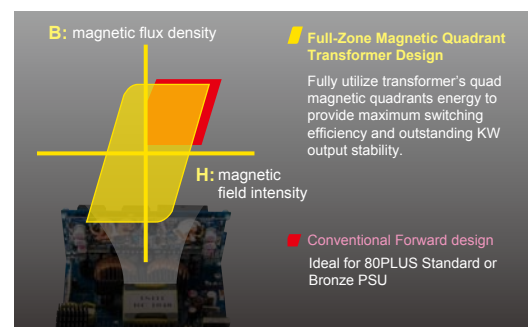 B: magnetic flux density
Full-Zone Magnetic Quadrant
Transformer Design
Fully utilize transformer's quad
magnetic quadrants energy to
provide maximum switching
efficiency and outstanding KW
output stability.
H: magnetic
field intensity
Conventional Forward design
Ideal for 80PLUS Standard or
Bronze PSU